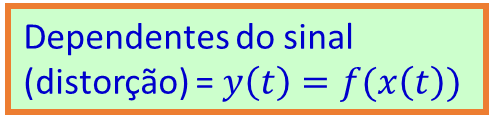 Dependentes do sinal
(distorção) = y(t) = f(x(t))